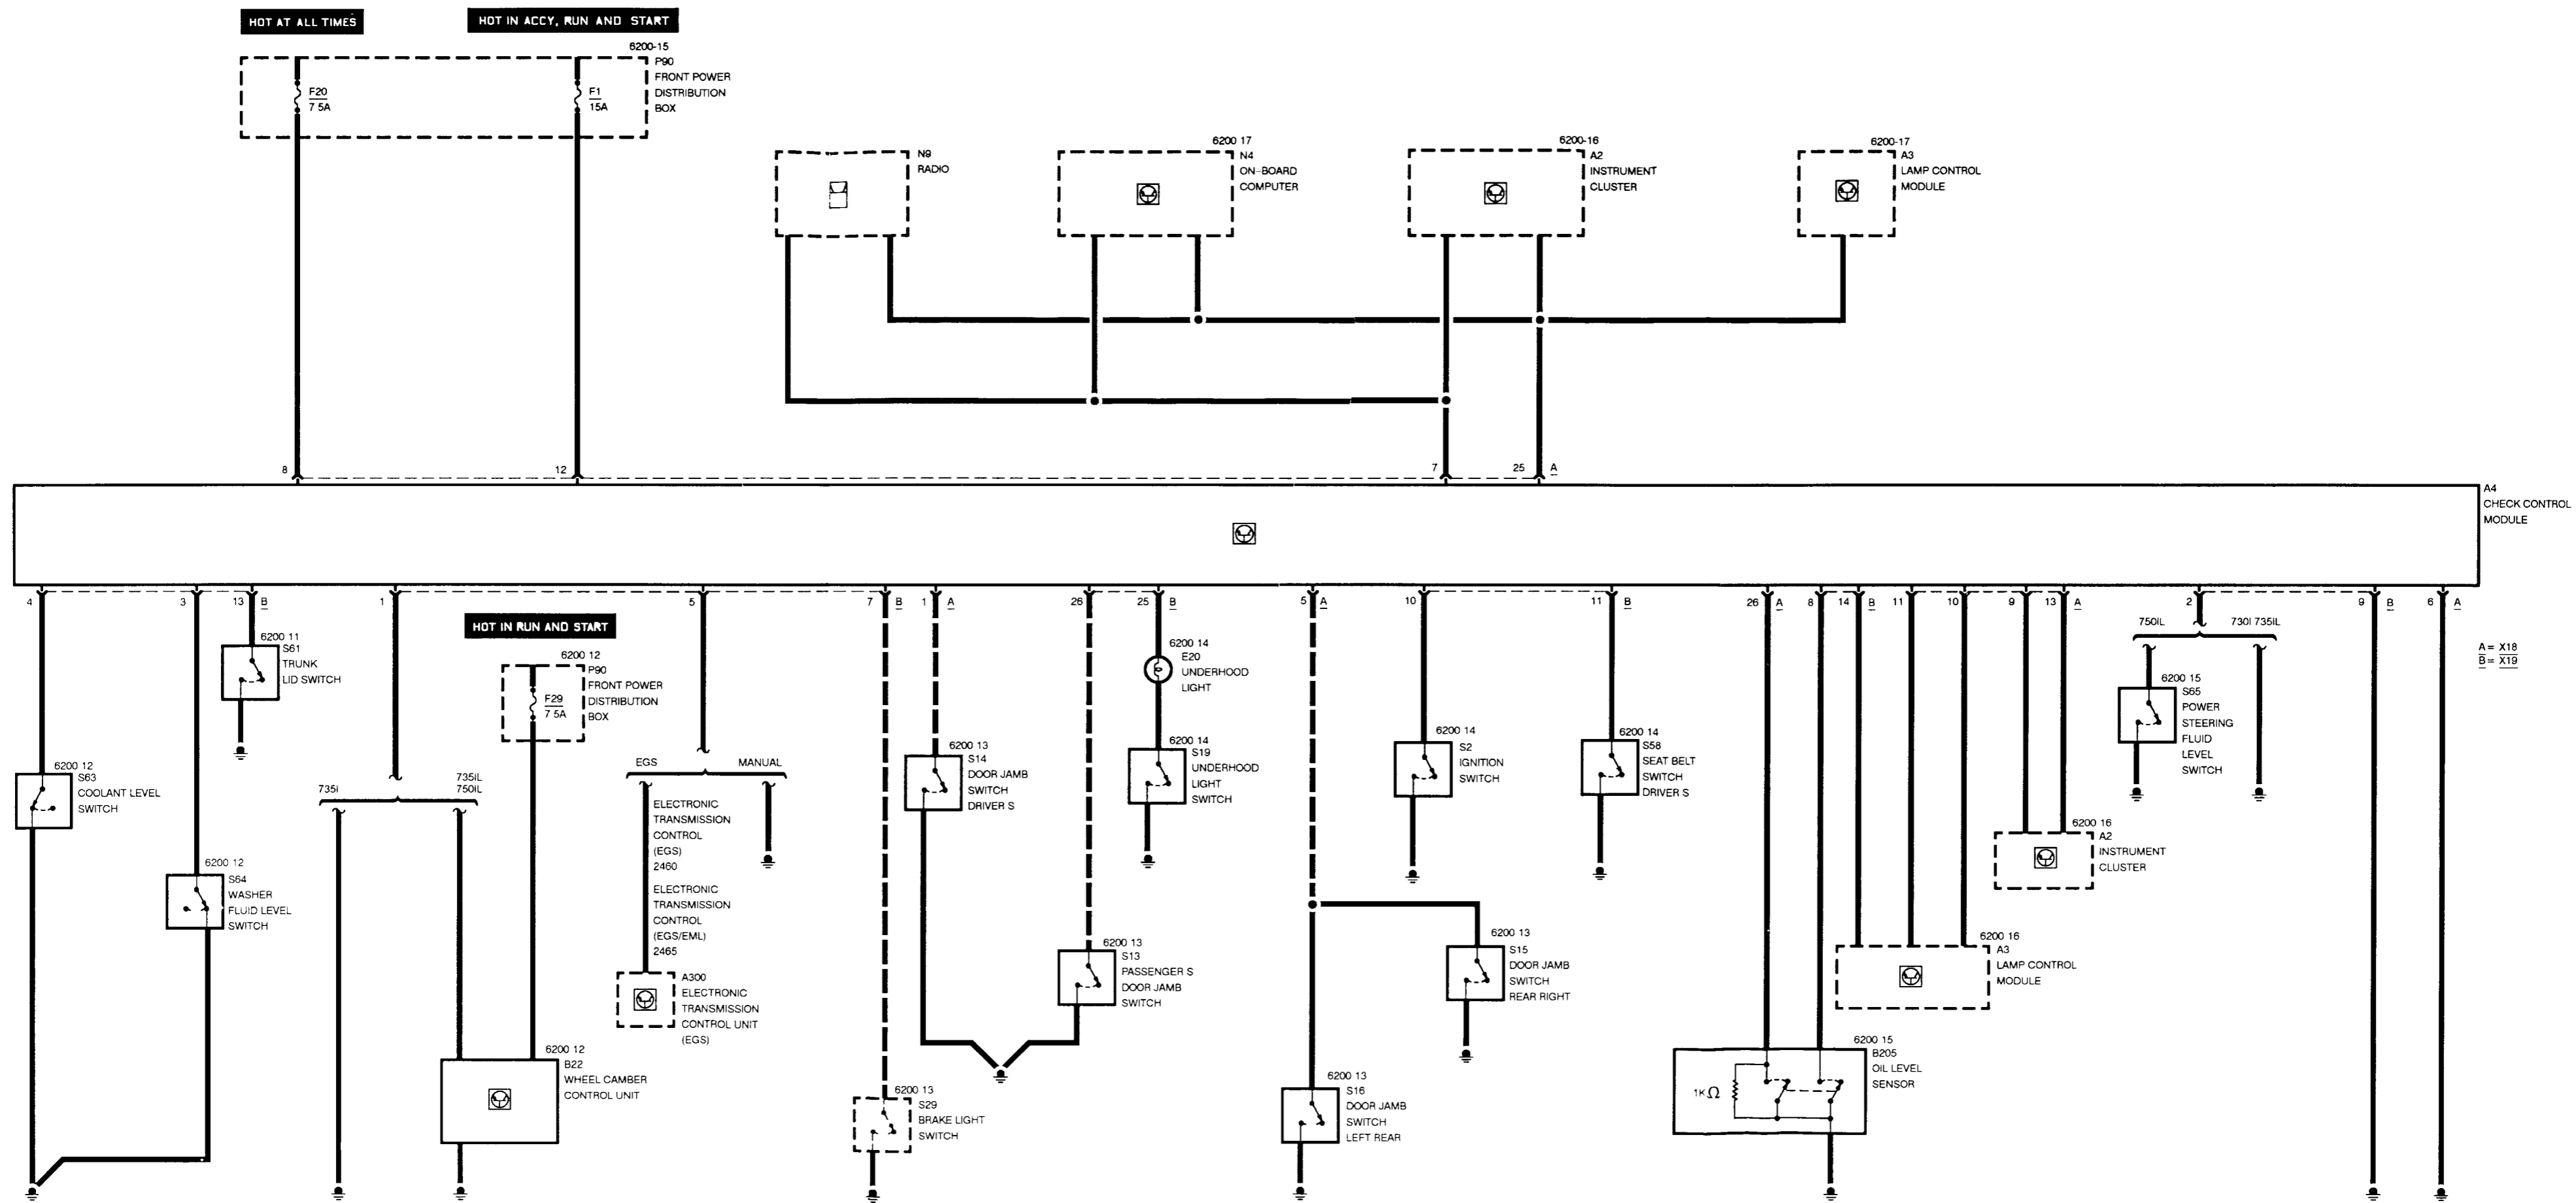 HOT AT ALL TIMES
HOT IN ACCY, RUN AND START
6200-15
P90
FRONT POWER
DISTRIBUTION
BOX
F20
7 5A
F1
15A
N9
RADIO
6200 17
N4
ON-BOARD
COMPUTER
6200-16
A2
INSTRUMENT
CLUSTER
6200-17
A3
LAMP CONTROL
MODULE
8
12
7
25
A
A4
CHECK CONTROL
MODULE
4
3
13
B
1
5
7
B
1
A
26
25
B
5
A
10
11
B
26
A
8
14
B
11
10
9
13
A
2
9
B
6
A
A = X18
B = X19
6200 12
S63
COOLANT LEVEL
SWITCH
6200 12
S64
WASHER
FLUID LEVEL
SWITCH
6200 11
S61
TRUNK
LID SWITCH
735I
735IL
750IL
HOT IN RUN AND START
6200 12
P90
FRONT POWER
DISTRIBUTION
BOX
F29
7 5A
6200 12
B22
WHEEL CAMBER
CONTROL UNIT
EGS
MANUAL
ELECTRONIC
TRANSMISSION
CONTROL
(EGS)
2460
ELECTRONIC
TRANSMISSION
CONTROL
(EGS/EML)
2465
A300
ELECTRONIC
TRANSMISSION
CONTROL UNIT
(EGS)
6200 13
S29
BRAKE LIGHT
SWITCH
6200 13
S14
DOOR JAMB
SWITCH
DRIVER S
6200 13
S13
PASSENGER S
DOOR JAMB
SWITCH
6200 14
E20
UNDERHOOD
LIGHT
6200 14
S19
UNDERHOOD
LIGHT
SWITCH
6200 13
S16
DOOR JAMB
SWITCH
LEFT REAR
6200 13
S15
DOOR JAMB
SWITCH
REAR RIGHT
6200 14
S2
IGNITION
SWITCH
6200 14
S58
SEAT BELT
SWITCH
DRIVER S
6200 15
B205
OIL LEVEL
SENSOR
1K Ω
6200 16
A3
LAMP CONTROL
MODULE
6200 16
A2
INSTRUMENT
CLUSTER
750IL
730I 735IL
6200 15
S65
POWER
STEERING
FLUID
LEVEL
SWITCH